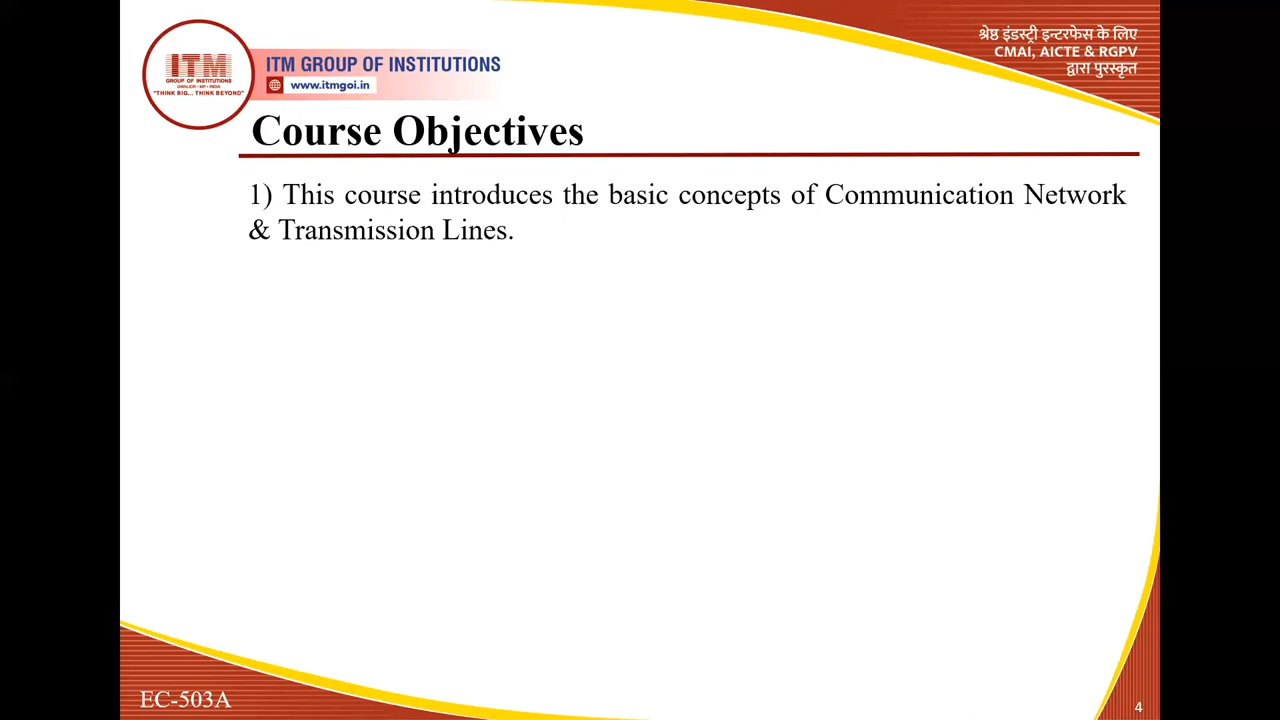 श्रेष्ठ इंडस्ट्री इन्टरफेस के लिए
CMAI, AICTE & RGPV
द्वारा पुरस्कृत
ITM
GROUP OF INSTITUTIONS
GWALIOR • MP • INDIA
"THINK BIG... THINK BEYOND"
ITM GROUP OF INSTITUTIONS
www.itmgoi.in
Course Objectives
1) This course introduces the basic concepts of Communication Network
& Transmission Lines.
EC-503A
4